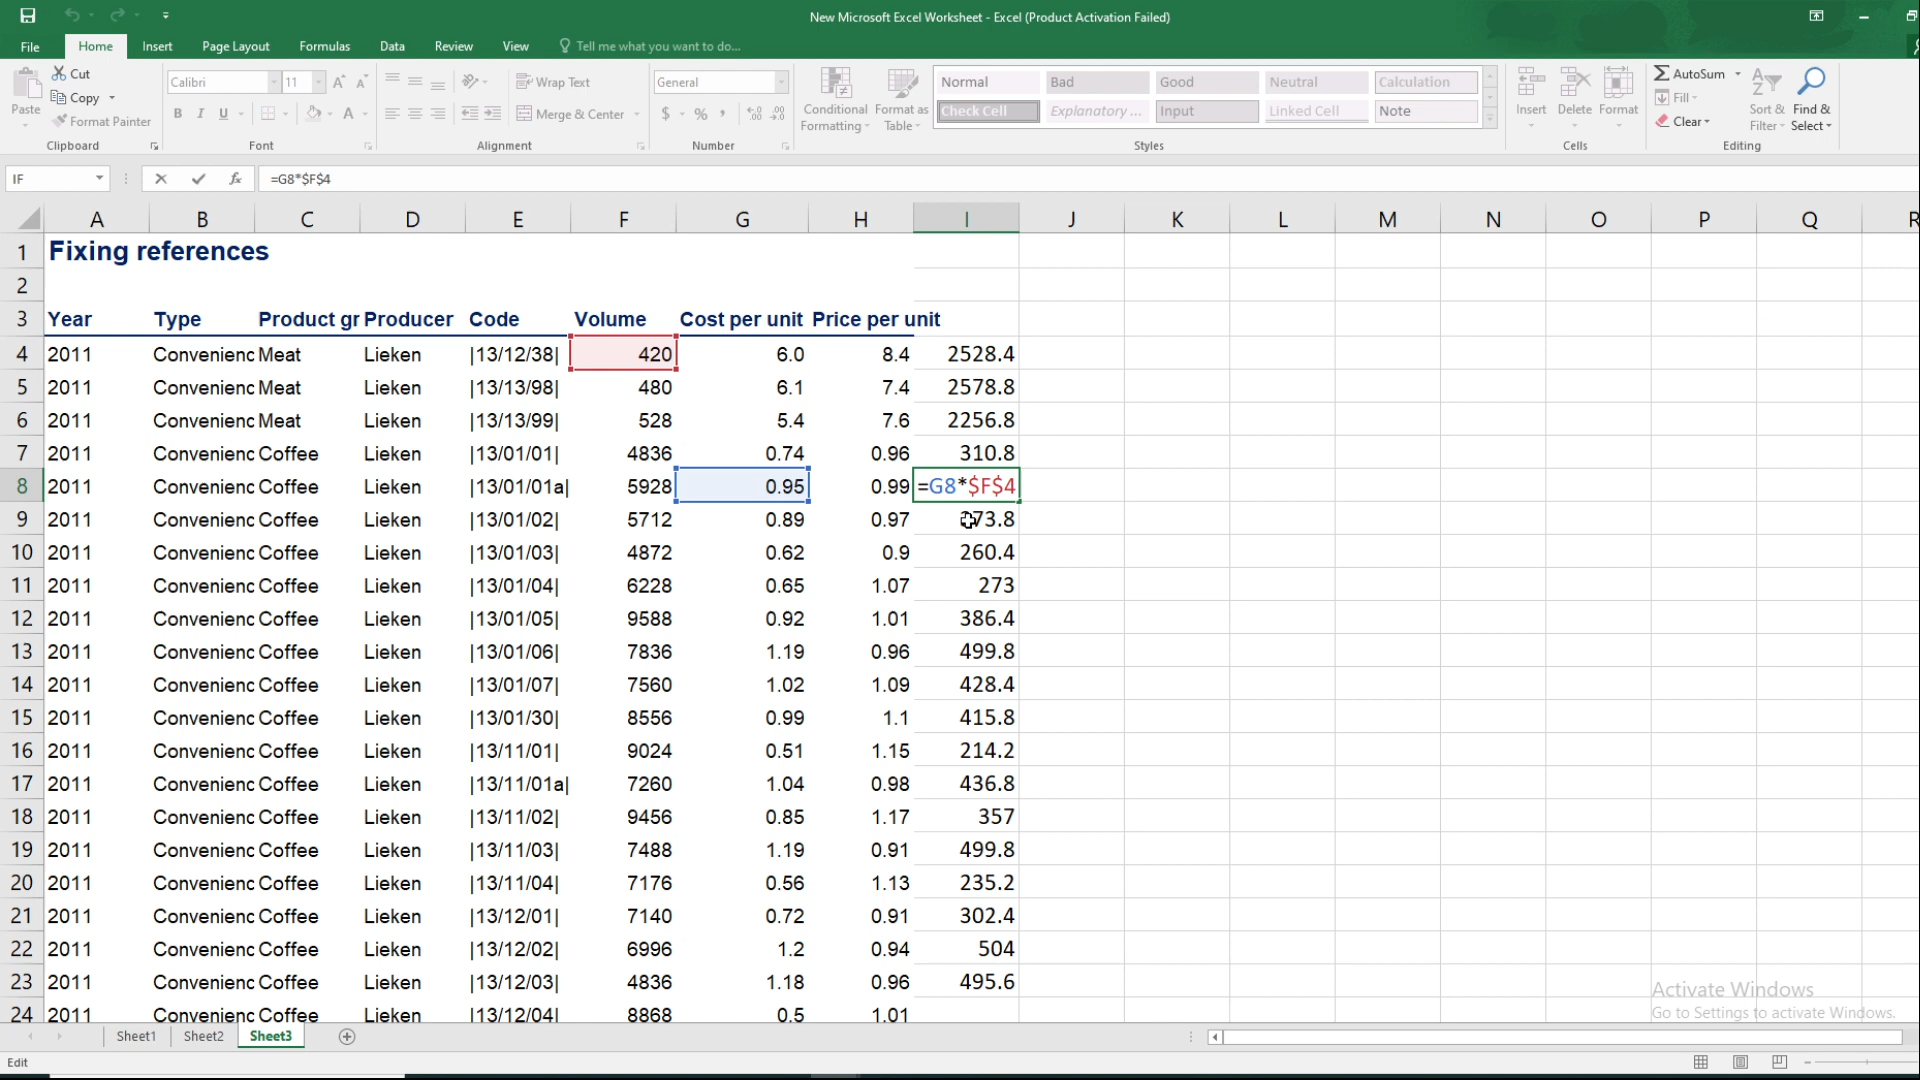 New Microsoft Excel Worksheet - Excel (Product Activation Failed)
File Home Insert Page Layout Formulas Data Review View Tell me what you want to do...
Paste Cut Copy Format Painter Clipboard
Calibri 11 B I U Font
Wrap Text Merge & Center Alignment
General $ % , Number
Conditional Formatting Format as Table
Normal Bad Good Neutral Calculation
Check Cell Explanatory ... Input Linked Cell Note
Styles
Insert Delete Format Cells
AutoSum Fill Clear Sort & Filter Find & Select Editing
IF fx =G8*$F$4
A B C D E F G H I J K L M N O P Q R
1 Fixing references
2
3 Year Type Product gr Producer Code Volume Cost per unit Price per unit
4 2011 Convenienc Meat Lieken |13/12/38| 420 6.0 8.4 2528.4
5 2011 Convenienc Meat Lieken |13/13/98| 480 6.1 7.4 2578.8
6 2011 Convenienc Meat Lieken |13/13/99| 528 5.4 7.6 2256.8
7 2011 Convenienc Coffee Lieken |13/01/01| 4836 0.74 0.96 310.8
8 2011 Convenienc Coffee Lieken |13/01/01a| 5928 0.95 0.99 =G8*$F$4
9 2011 Convenienc Coffee Lieken |13/01/02| 5712 0.89 0.97
10 2011 Convenienc Coffee Lieken |13/01/03| 4872 0.62 0.9 260.4
11 2011 Convenienc Coffee Lieken |13/01/04| 6228 0.65 1.07 273
12 2011 Convenienc Coffee Lieken |13/01/05| 9588 0.92 1.01 386.4
13 2011 Convenienc Coffee Lieken |13/01/06| 7836 1.19 0.96 499.8
14 2011 Convenienc Coffee Lieken |13/01/07| 7560 1.02 1.09 428.4
15 2011 Convenienc Coffee Lieken |13/01/30| 8556 0.99 1.1 415.8
16 2011 Convenienc Coffee Lieken |13/11/01| 9024 0.51 1.15 214.2
17 2011 Convenienc Coffee Lieken |13/11/01a| 7260 1.04 0.98 436.8
18 2011 Convenienc Coffee Lieken |13/11/02| 9456 0.85 1.17 357
19 2011 Convenienc Coffee Lieken |13/11/03| 7488 1.19 0.91 499.8
20 2011 Convenienc Coffee Lieken |13/11/04| 7176 0.56 1.13 235.2
21 2011 Convenienc Coffee Lieken |13/12/01| 7140 0.72 0.91 302.4
22 2011 Convenienc Coffee Lieken |13/12/02| 6996 1.2 0.94 504
23 2011 Convenienc Coffee Lieken |13/12/03| 4836 1.18 0.96 495.6
24 2011 Convenienc Coffee Lieken |13/12/04| 8868 0.5 1.01
Activate Windows
Go to Settings to activate Windows.
Sheet1 Sheet2 Sheet3
Edit